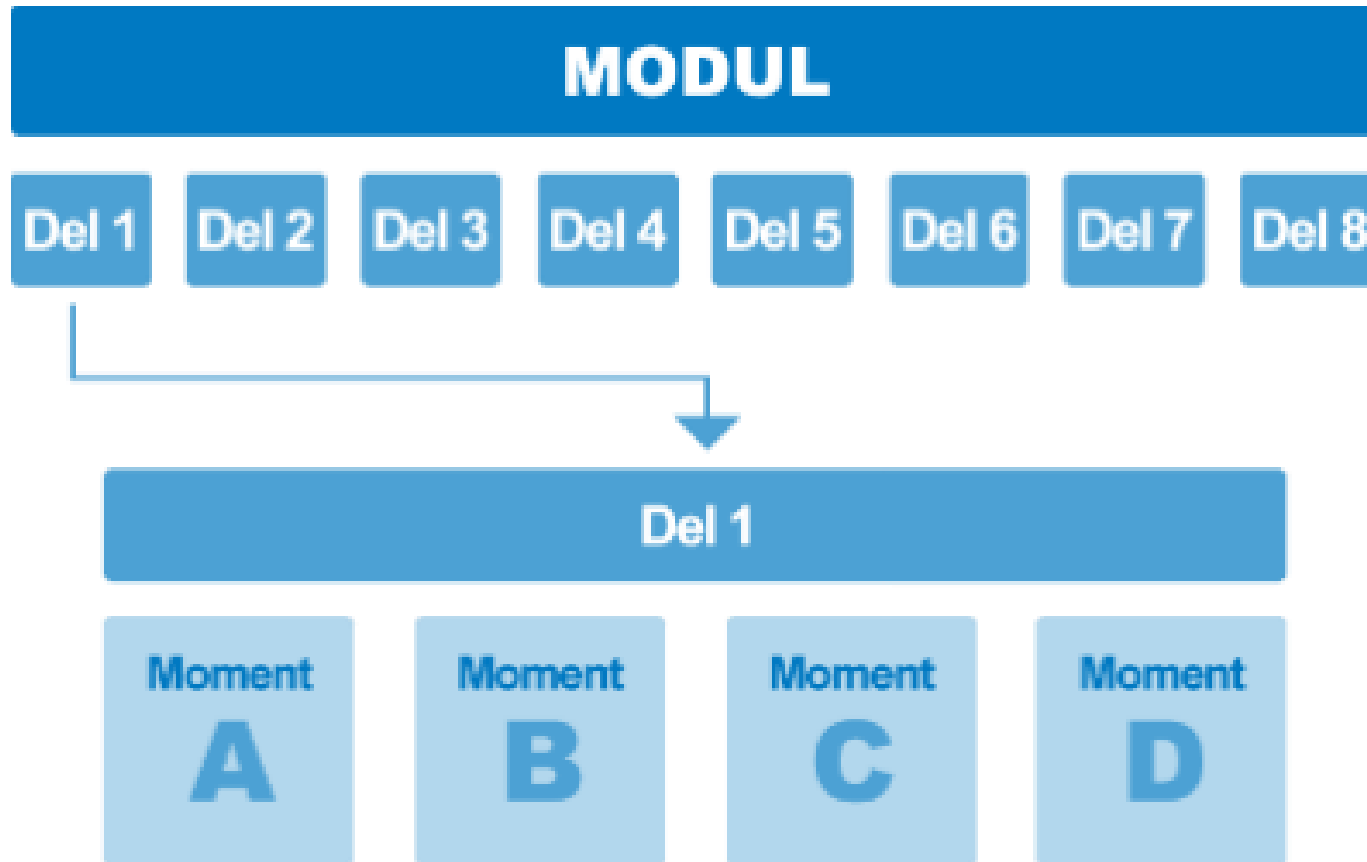 MODUL
Del 1 Del 2 Del 3 Del 4 Del 5 Del 6 Del 7 Del 8
Del 1
Moment Moment Moment Moment
A B C D